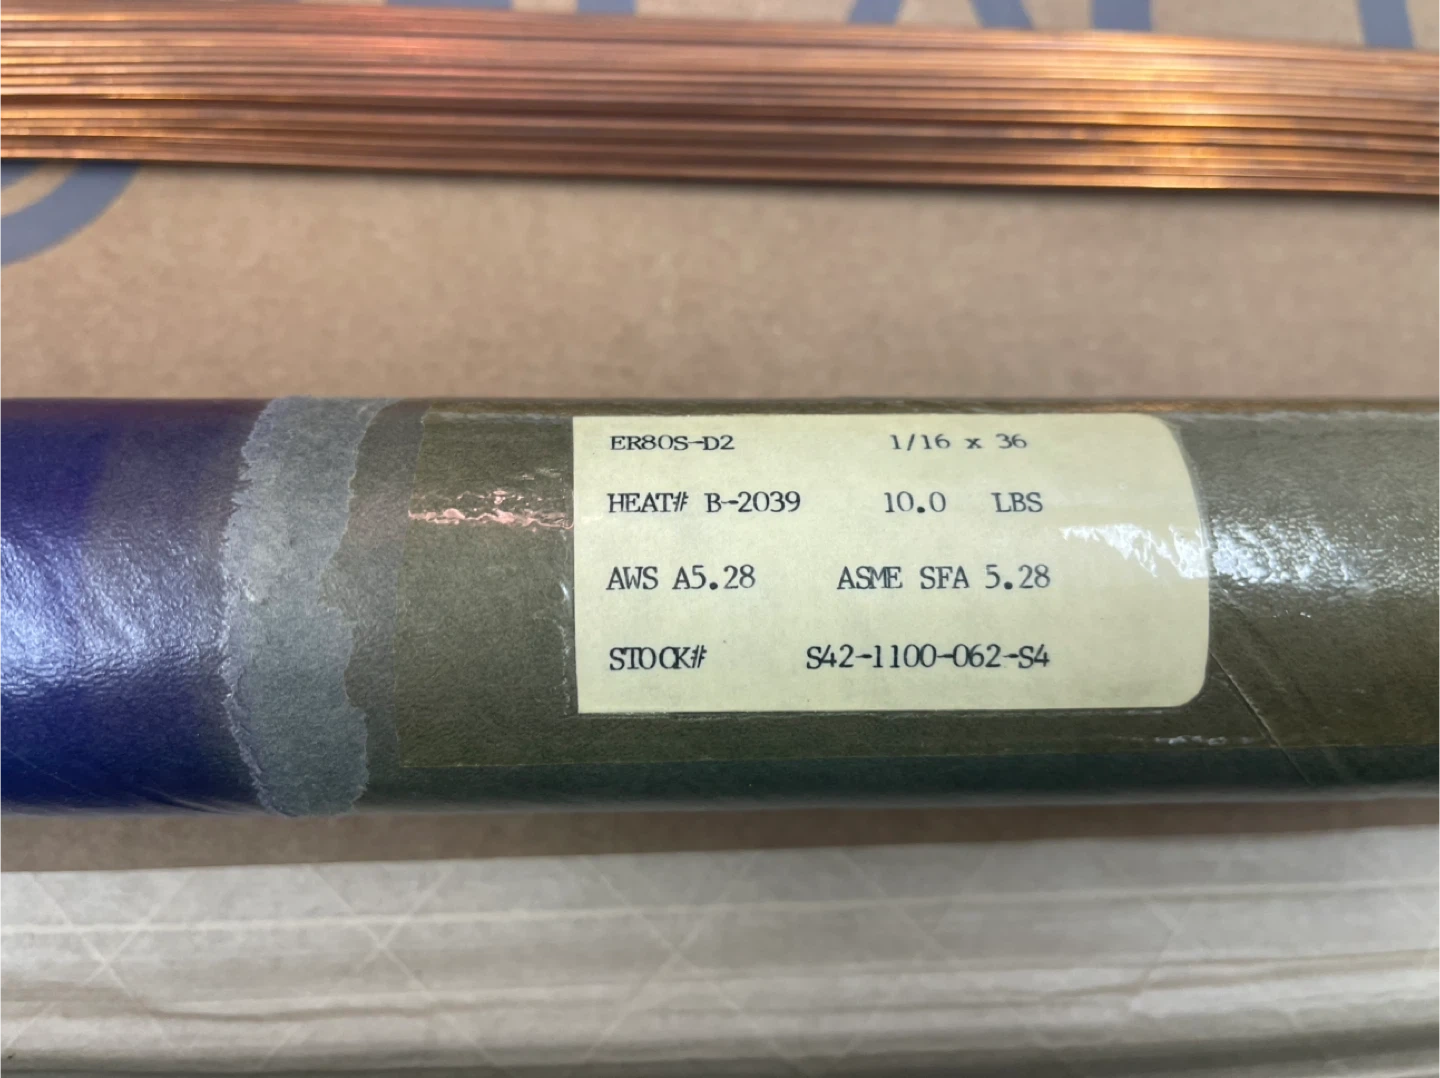 ER80S-D2 1/16 x 36
HEAT# B-2039 10.0 LBS
AWS A5.28 ASME SFA 5.28
STOCK# S42-1100-062-S4